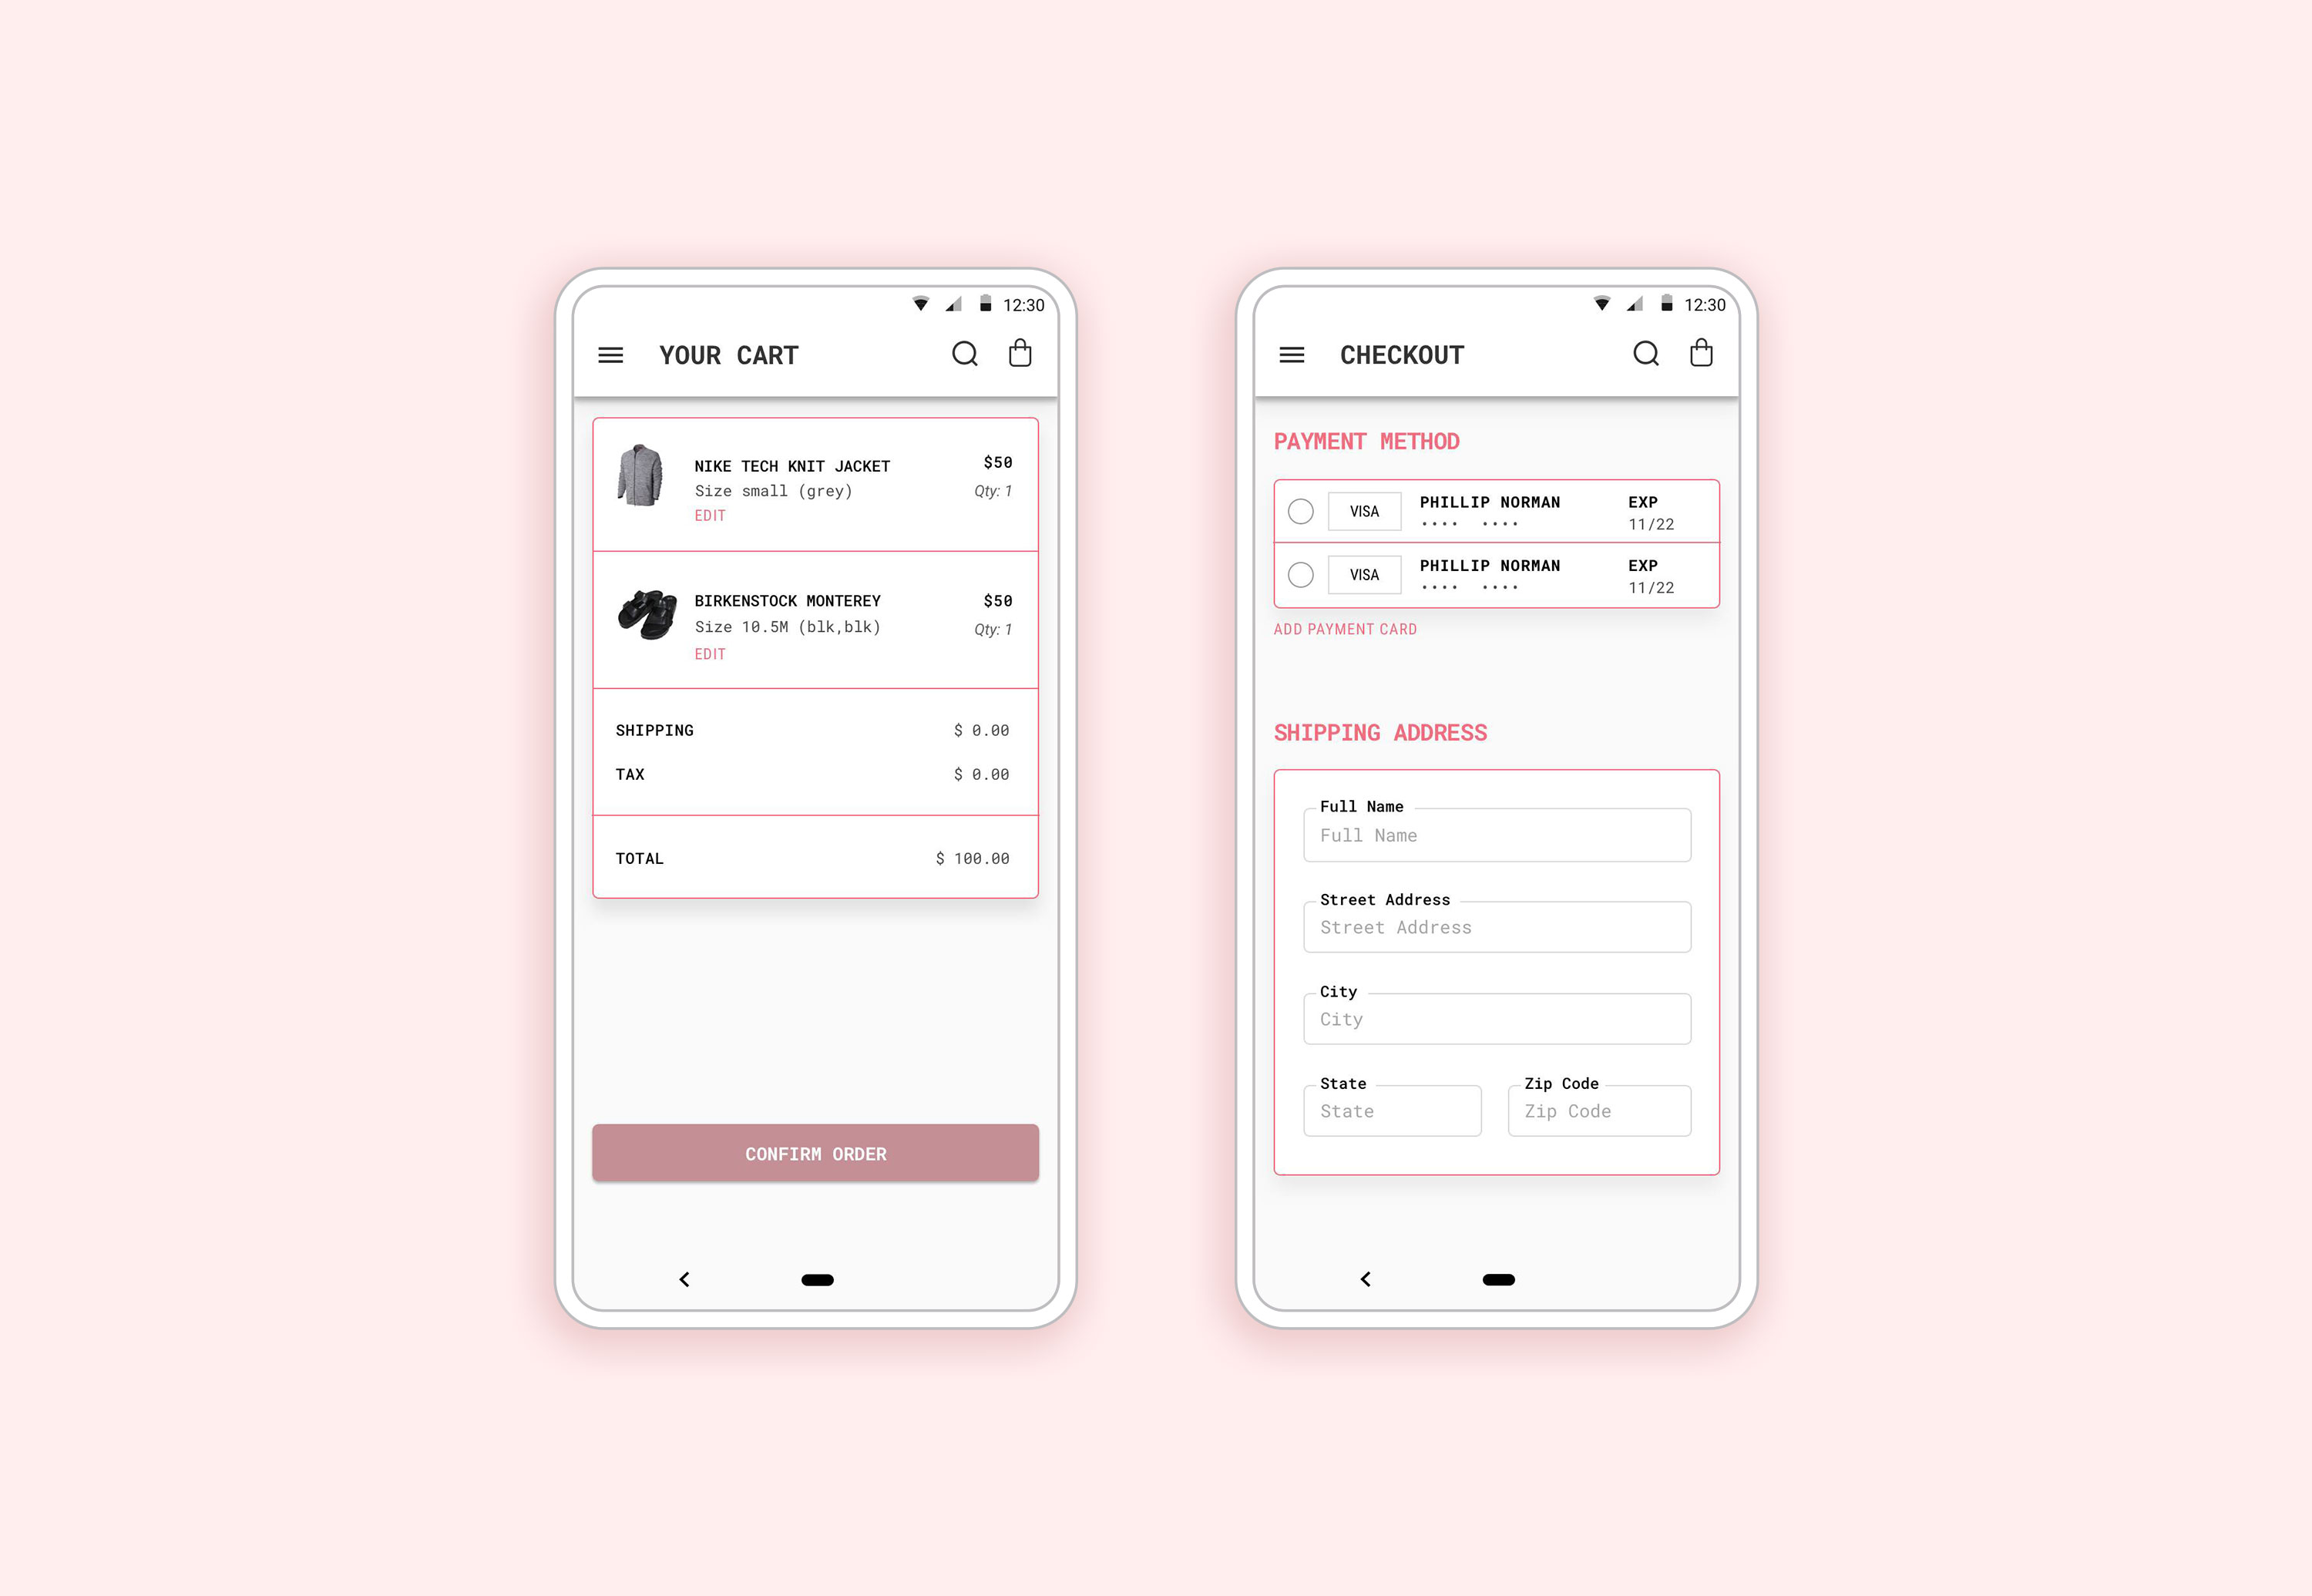 12:30
YOUR CART
NIKE TECH KNIT JACKET
$50
Size small (grey)
Qty: 1
EDIT
BIRKENSTOCK MONTEREY
$50
Size 10.5M (blk,blk)
Qty: 1
EDIT
SHIPPING
$ 0.00
TAX
$ 0.00
TOTAL
$ 100.00
CONFIRM ORDER
12:30
CHECKOUT
PAYMENT METHOD
VISA
PHILLIP NORMAN
EXP
•••• ••••
11/22
VISA
PHILLIP NORMAN
EXP
•••• ••••
11/22
ADD PAYMENT CARD
SHIPPING ADDRESS
Full Name
Full Name
Street Address
Street Address
City
City
State
Zip Code
State
Zip Code